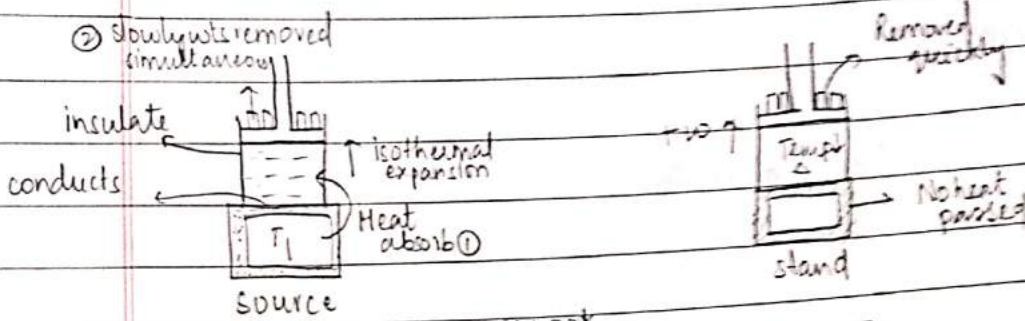 ② slowly wts removed
simultaneous
insulate
conducts
isothermal
expansion
Heat
absorb ①
T₁
source
Removed
quickly
+w
No heat
passed
stand